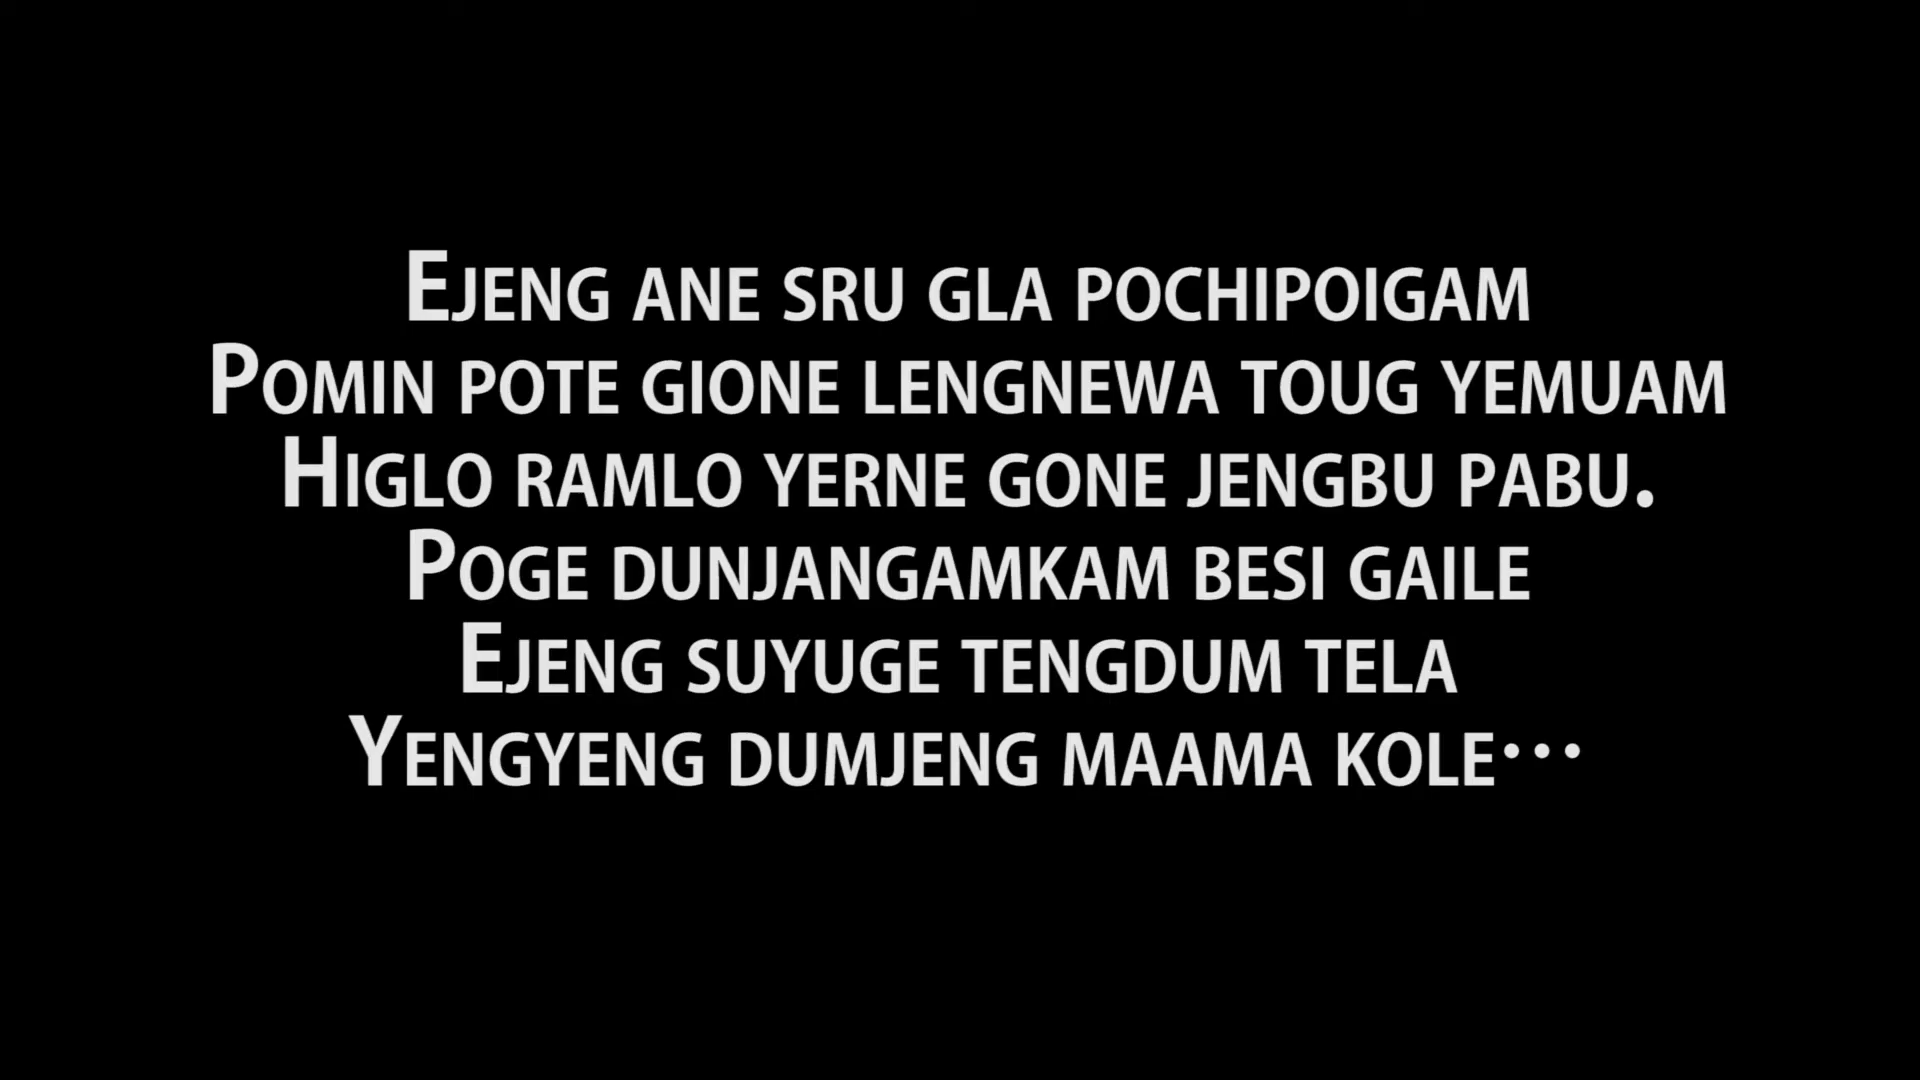 Ejeng ane sru gla pochipoigam
Pomin pote gione lengnewa toug yemuam
Higlo ramlo yerne gone jengbu pabu.
Poge dunjangamkam besi gaile
Ejeng suyuge tengdum tela
Yengyeng dumjeng maama kole…